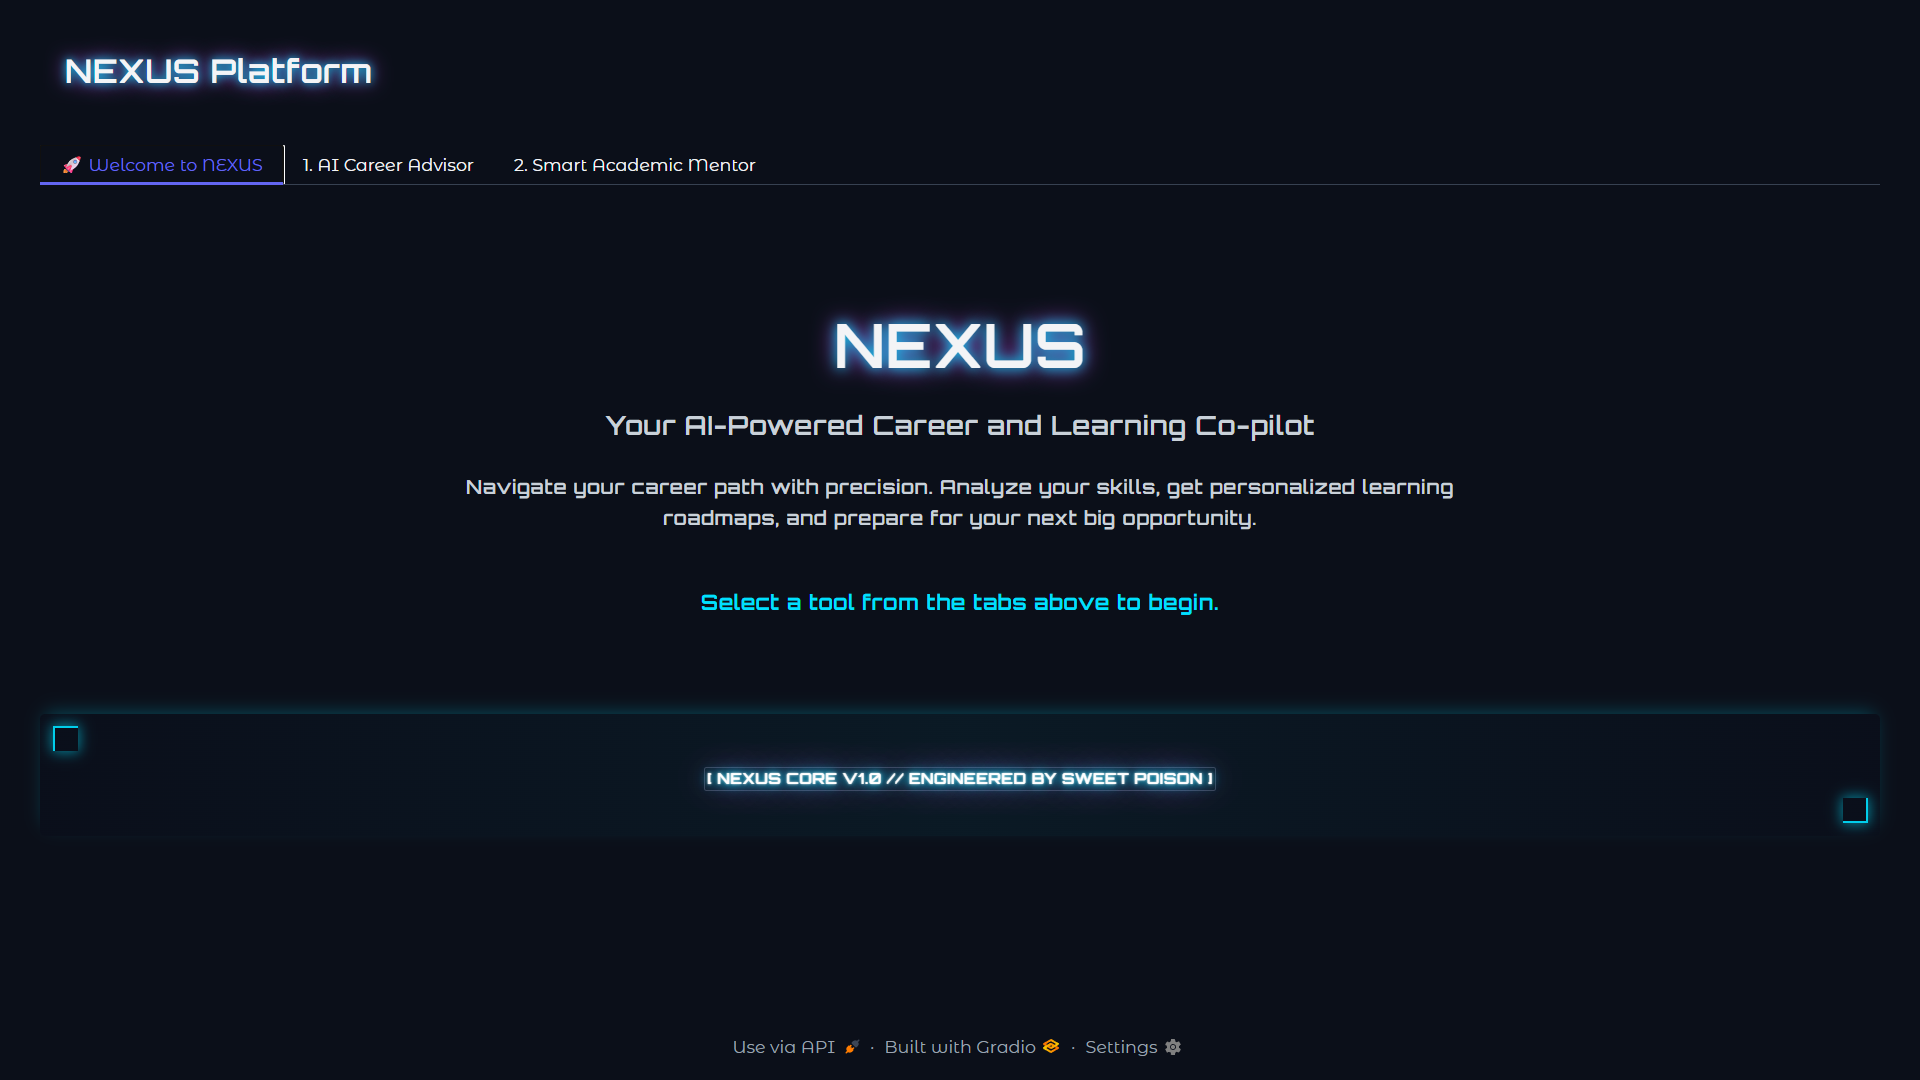 NEXUS Platform
🚀 Welcome to NEXUS
1. AI Career Advisor
2. Smart Academic Mentor
NEXUS
Your AI-Powered Career and Learning Co-pilot
Navigate your career path with precision. Analyze your skills, get personalized learning
roadmaps, and prepare for your next big opportunity.
Select a tool from the tabs above to begin.
[ NEXUS CORE V1.0 // ENGINEERED BY SWEET POISON ]
Use via API · Built with Gradio · Settings